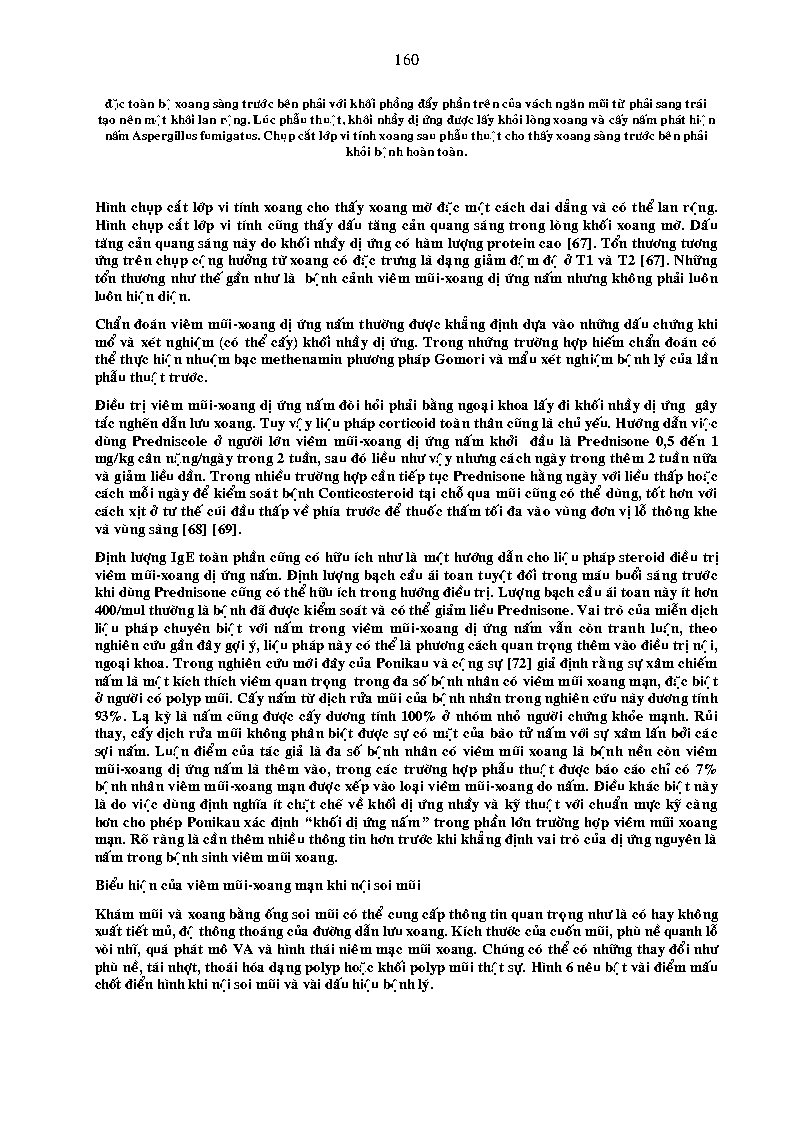 160
đặc toàn bộ xoang sàng trước bên phải với khối phồng đẩy phần trên của vách ngăn mũi từ phải sang trái
tạo nên một khối lan rộng. Lúc phẫu thuật, khối nhầy dị ứng được lấy khỏi lòng xoang và cấy nấm phát hiện
nấm Aspergillus fumigatus. Chụp cắt lớp vi tính xoang sau phẫu thuật cho thấy xoang sàng trước bên phải
khỏi bệnh hoàn toàn.
Hình chụp cắt lớp vi tính xoang cho thấy xoang mờ đặc một cách dai dẳng và có thể lan rộng.
Hình chụp cắt lớp vi tính cũng thấy dấu tăng cản quang sáng trong lòng khối xoang mờ. Dấu
tăng cản quang sáng này do khối nhầy dị ứng có hàm lượng protein cao [67]. Tổn thương tương
ứng trên chụp cộng hưởng từ xoang có đặc trưng là dạng giảm đậm độ ở T1 và T2 [67]. Những
tổn thương như thế gần như là bệnh cảnh viêm mũi-xoang dị ứng nấm nhưng không phải luôn
luôn hiện diện.
Chẩn đoán viêm mũi-xoang dị ứng nấm thường được khẳng định dựa vào những dấu chứng khi
mổ và xét nghiệm (có thể cấy) khối nhầy dị ứng. Trong những trường hợp hiếm chẩn đoán có
thể thực hiện nhuộm bạc methenamin phương pháp Gomori và mẩu xét nghiệm bệnh lý của lần
phẫu thuật trước.
Điều trị viêm mũi-xoang dị ứng nấm đòi hỏi phải bằng ngoại khoa lấy đi khối nhầy dị ứng gây
tắc nghẽn dẫn lưu xoang. Tuy vậy liệu pháp corticoid toàn thân cũng là chủ yếu. Hướng dẫn việc
dùng Predniscole ở người lớn viêm mũi-xoang dị ứng nấm khởi đầu là Prednisone 0,5 đến 1
mg/kg cân nặng/ngày trong 2 tuần, sau đó liều như vậy nhưng cách ngày trong thêm 2 tuần nữa
và giảm liều dần. Trong nhiều trường hợp cần tiếp tục Prednisone hằng ngày với liều thấp hoặc
cách mỗi ngày để kiểm soát bệnh Conticosteroid tại chỗ qua mũi cũng có thể dùng, tốt hơn với
cách xịt ở tư thế cúi đầu thấp về phía trước để thuốc thấm tối đa vào vùng đơn vị lỗ thông khe
và vùng sàng [68] [69].
Định lượng IgE toàn phần cũng có hữu ích như là một hướng dẫn cho liệu pháp steroid điều trị
viêm mũi-xoang dị ứng nấm. Định lượng bạch cầu ái toan tuyệt đối trong máu buổi sáng trước
khi dùng Prednisone cũng có thể hữu ích trong hướng điều trị. Lượng bạch cầu ái toan này ít hơn
400/mul thường là bệnh đã được kiểm soát và có thể giảm liều Prednisone. Vai trò của miễn dịch
liệu pháp chuyên biệt với nấm trong viêm mũi-xoang dị ứng nấm vẫn còn tranh luận, theo
nghiên cứu gần đây gợi ý, liệu pháp này có thể là phương cách quan trọng thêm vào điều trị nội,
ngoại khoa. Trong nghiên cứu mới đây của Ponikau và cộng sự [72] giả định rằng sự xâm chiếm
nấm là một kích thích viêm quan trọng trong đa số bệnh nhân có viêm mũi xoang mạn, đặc biệt
ở người có polyp mũi. Cấy nấm từ dịch rửa mũi của bệnh nhân trong nghiên cứu này dương tính
93%. Lạ kỳ là nấm cũng được cấy dương tính 100% ở nhóm nhỏ người chứng khỏe mạnh. Rủi
thay, cấy dịch rửa mũi không phân biệt được sự có mặt của bào tử nấm với sự xâm lấn bởi các
sợi nấm. Luận điểm của tác giả là đa số bệnh nhân có viêm mũi xoang là bệnh nền còn viêm
mũi-xoang dị ứng nấm là thêm vào, trong các trường hợp phẫu thuật được báo cáo chỉ có 7%
bệnh nhân viêm mũi-xoang mạn được xếp vào loại viêm mũi-xoang do nấm. Điều khác biệt này
là do việc dùng định nghĩa ít chặt chẽ về khối dị ứng nhầy và kỹ thuật với chuẩn mực kỹ càng
hơn cho phép Ponikau xác định “khối dị ứng nấm” trong phần lớn trường hợp viêm mũi xoang
mạn. Rõ ràng là cần thêm nhiều thông tin hơn trước khi khẳng định vai trò của dị ứng nguyên là
nấm trong bệnh sinh viêm mũi xoang.
Biểu hiện của viêm mũi-xoang mạn khi nội soi mũi
Khám mũi và xoang bằng ống soi mũi có thể cung cấp thông tin quan trọng như là có hay không
xuất tiết mủ, độ thông thoáng của đường dẫn lưu xoang. Kích thước của cuốn mũi, phù nề quanh lỗ
vòi nhĩ, quá phát mô VA và hình thái niêm mạc mũi xoang. Chúng có thể có những thay đổi như
phù nề, tái nhợt, thoái hóa dạng polyp hoặc khối polyp mũi thật sự. Hình 6 nêu bật vài điểm mấu
chốt điển hình khi nội soi mũi và vài dấu hiệu bệnh lý.